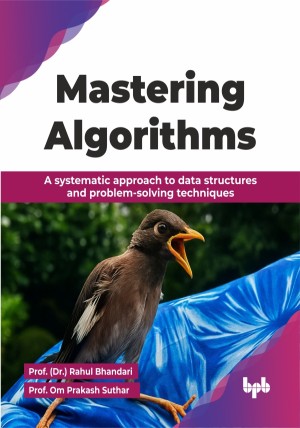 Mastering
Algorithms
A systematic approach to data structures
and problem-solving techniques
Prof. (Dr.) Rahul Bhandari
Prof. Om Prakash Suthar
bpb